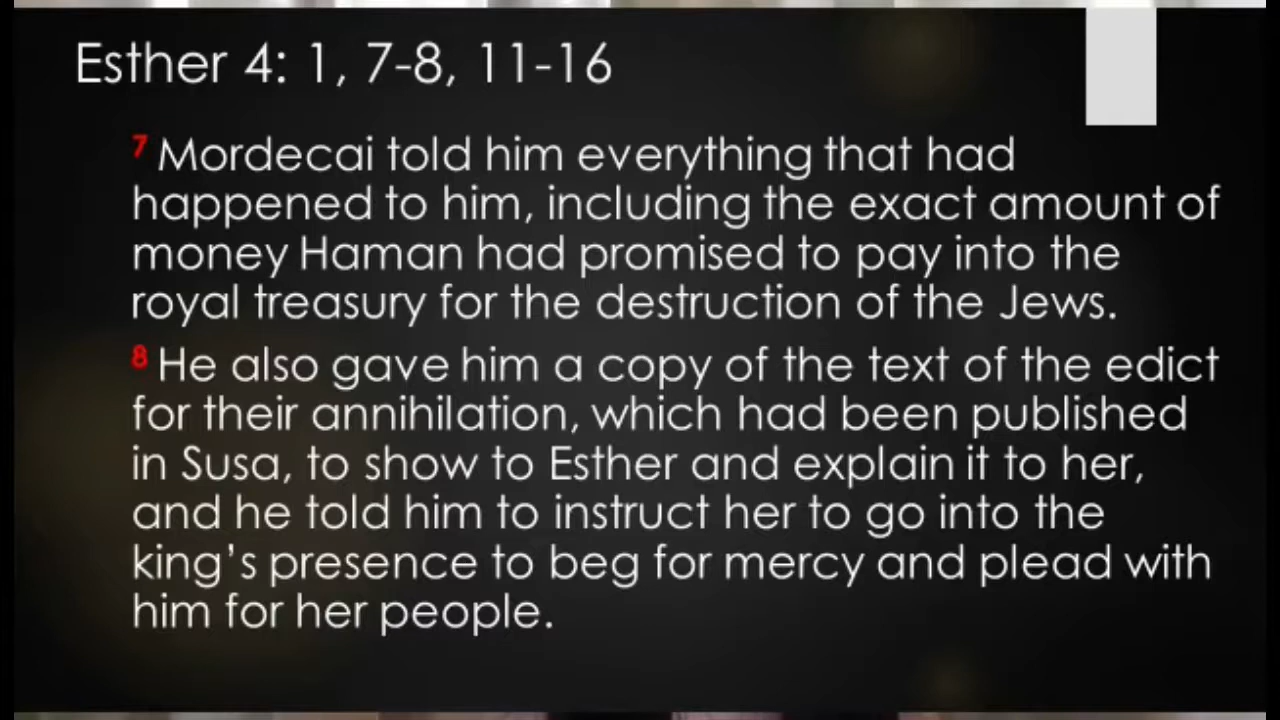 Esther 4: 1, 7-8, 11-16
7 Mordecai told him everything that had
happened to him, including the exact amount of
money Haman had promised to pay into the
royal treasury for the destruction of the Jews.
8 He also gave him a copy of the text of the edict
for their annihilation, which had been published
in Susa, to show to Esther and explain it to her,
and he told him to instruct her to go into the
king’s presence to beg for mercy and plead with
him for her people.